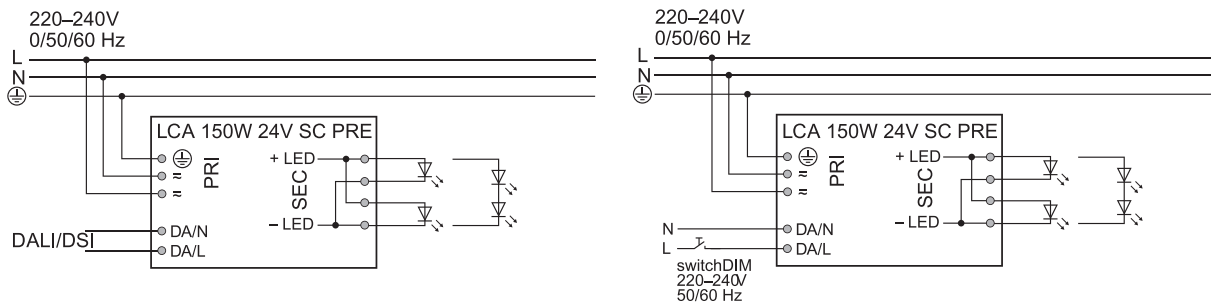 220–240V
0/50/60 Hz
L
N
LCA 150W 24V SC PRE
PRI
≂
≂
+ LED
SEC
– LED
DALI/DSI
DA/N
DA/L
220–240V
0/50/60 Hz
L
N
LCA 150W 24V SC PRE
PRI
≂
≂
+ LED
SEC
– LED
N
DA/N
L
DA/L
switchDIM
220–240V
50/60 Hz